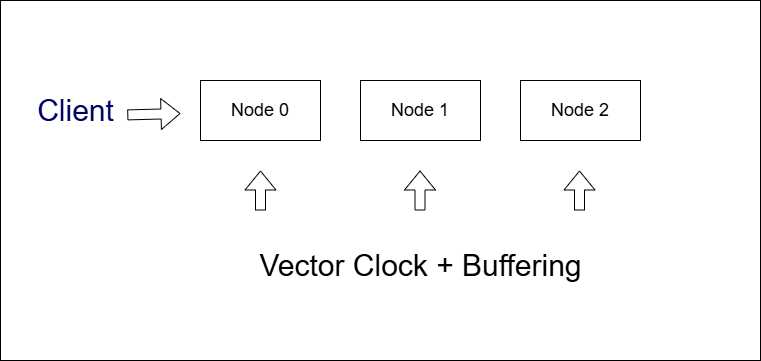 Client
Node 0
Node 1
Node 2
Vector Clock + Buffering